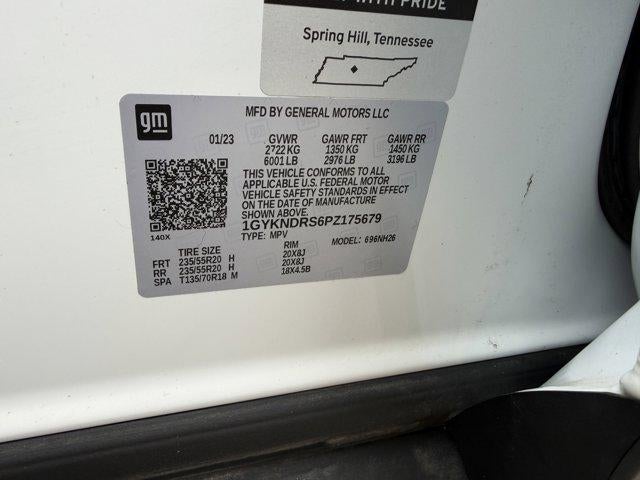 WITH PRIDE
Spring Hill, Tennessee
gm
MFD BY GENERAL MOTORS LLC
01/23 GVWR GAWR FRT GAWR RR
2722 KG 1350 KG 1450 KG
6001 LB 2976 LB 3196 LB
THIS VEHICLE CONFORMS TO ALL
APPLICABLE U.S. FEDERAL MOTOR
VEHICLE SAFETY STANDARDS IN EFFECT
ON THE DATE OF MANUFACTURE
SHOWN ABOVE.
1GYKNDRS6PZ175679
140X TYPE: MPV MODEL: 696NH26
TIRE SIZE RIM
FRT 235/55R20 H 20X8J
RR 235/55R20 H 20X8J
SPA T135/70R18 M 18X4.5B